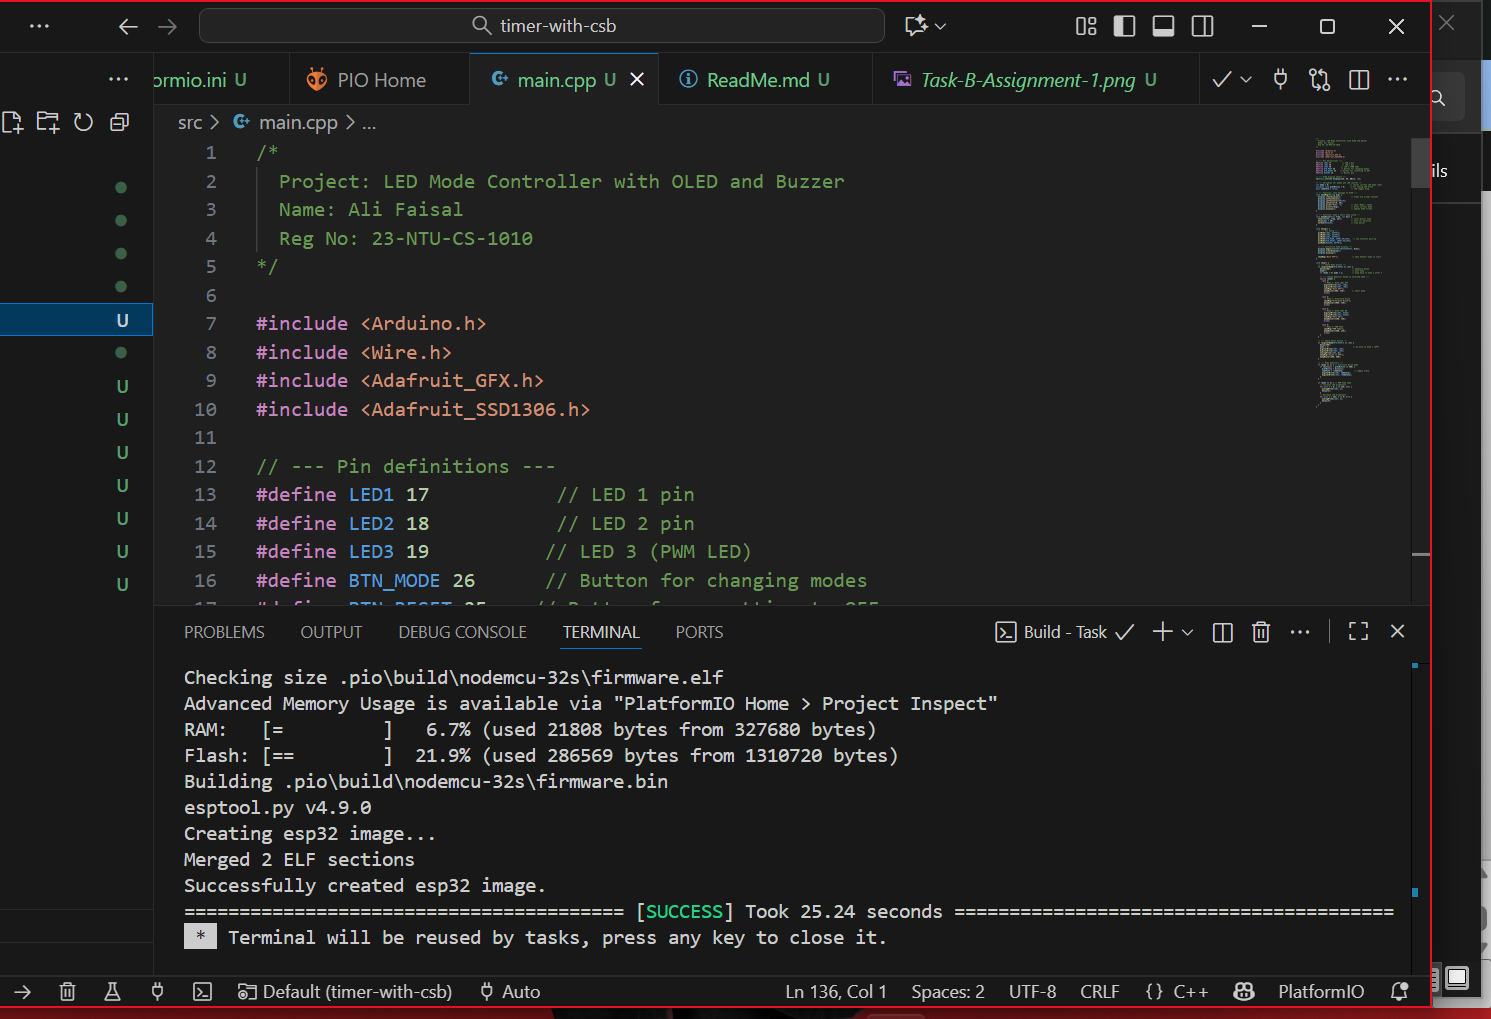 timer-with-csb
ormio.ini U
PIO Home
main.cpp U
ReadMe.md U
Task-B-Assignment-1.png U
src > main.cpp > ...
ils
1 /*
2 Project: LED Mode Controller with OLED and Buzzer
3 Name: Ali Faisal
4 Reg No: 23-NTU-CS-1010
5 */
6
7 #include <Arduino.h>
8 #include <Wire.h>
9 #include <Adafruit_GFX.h>
10 #include <Adafruit_SSD1306.h>
11
12 // --- Pin definitions ---
13 #define LED1 17 // LED 1 pin
14 #define LED2 18 // LED 2 pin
15 #define LED3 19 // LED 3 (PWM LED)
16 #define BTN_MODE 26 // Button for changing modes
U
U
U
U
U
U
U
U
PROBLEMS OUTPUT DEBUG CONSOLE TERMINAL PORTS
Build - Task
Checking size .pio\build\nodemcu-32s\firmware.elf
Advanced Memory Usage is available via "PlatformIO Home > Project Inspect"
RAM: [= ] 6.7% (used 21808 bytes from 327680 bytes)
Flash: [== ] 21.9% (used 286569 bytes from 1310720 bytes)
Building .pio\build\nodemcu-32s\firmware.bin
esptool.py v4.9.0
Creating esp32 image...
Merged 2 ELF sections
Successfully created esp32 image.
======================================== [SUCCESS] Took 25.24 seconds ========================================
* Terminal will be reused by tasks, press any key to close it.
Default (timer-with-csb) Auto Ln 136, Col 1 Spaces: 2 UTF-8 CRLF {} C++ PlatformIO